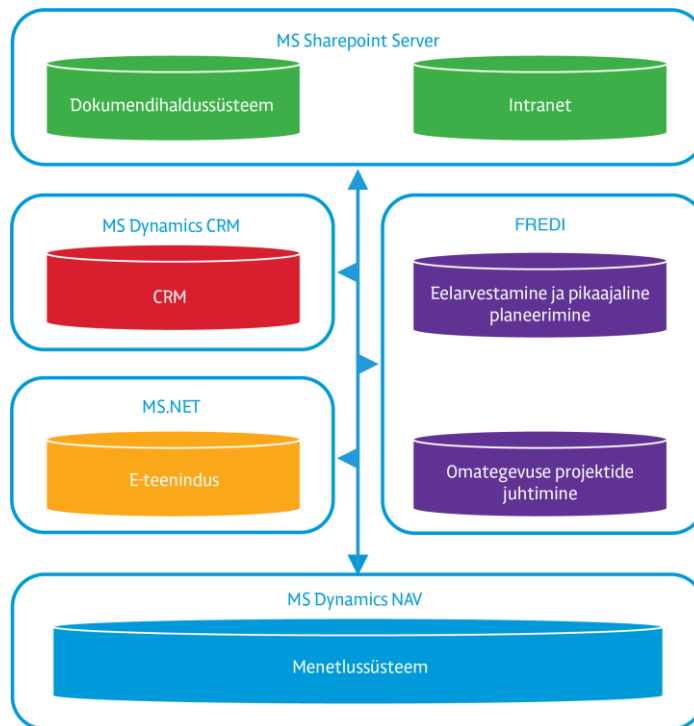 MS Sharepoint Server
Dokumendihaldussüsteem
Intranet
MS Dynamics CRM
CRM
FREDI
Eelarvestamine ja pikaajaline
planeerimine
MS.NET
E-teenindus
Omategevuse projektide
juhtimine
MS Dynamics NAV
Menetlussüsteem